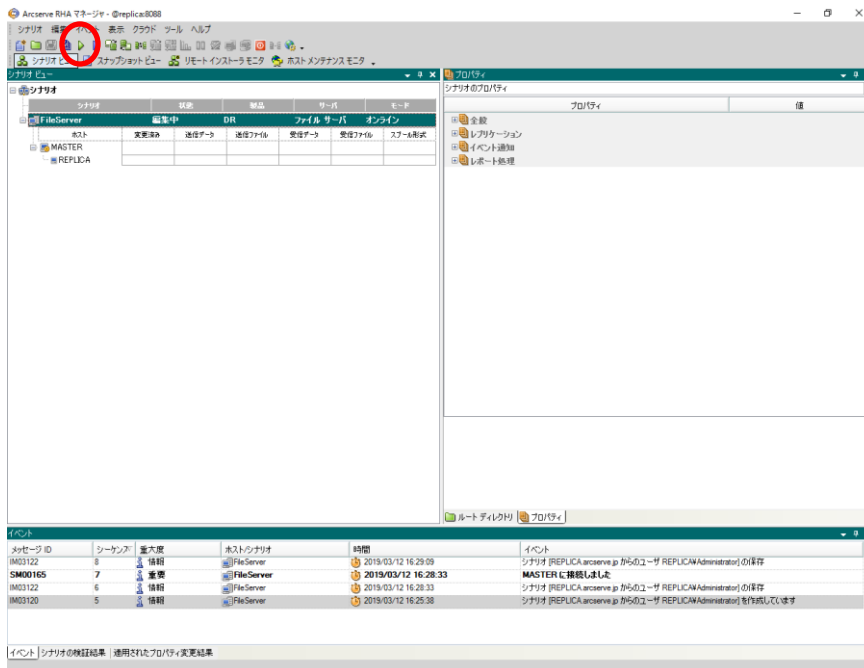 Arcserve RHA マネージャ - @replica:8088
シナリオ 編集 イベント 表示 クラウド ツール ヘルプ
シナリオ ビュー スナップショット ビュー リモート インストーラ モニタ ホスト メンテナンス モニタ
シナリオ ビュー
シナリオ
シナリオ 状態 製品 サーバ モード
FileServer 編集中 DR ファイル サーバ オンライン
ホスト 変更済み 送信データ 送信ファイル 受信データ 受信ファイル スプール形式
MASTER
REPLICA
プロパティ
シナリオのプロパティ
プロパティ 値
全般
レプリケーション
イベント通知
レポート処理
ルート ディレクトリ プロパティ
イベント
メッセージ ID シーケンス 重大度 ホスト/シナリオ 時間 イベント
IM03122 8 情報 FileServer 2019/03/12 16:29:09 シナリオ [REPLICA.arcserve.jp からのユーザ REPLICA¥Administrator] の保存
SM00165 7 重要 FileServer 2019/03/12 16:28:33 MASTER に接続しました
IM03122 6 情報 FileServer 2019/03/12 16:28:33 シナリオ [REPLICA.arcserve.jp からのユーザ REPLICA¥Administrator] の保存
IM03120 5 情報 FileServer 2019/03/12 16:25:38 シナリオ [REPLICA.arcserve.jp からのユーザ REPLICA¥Administrator] を作成しています
イベント シナリオの検証結果 適用されたプロパティ変更結果